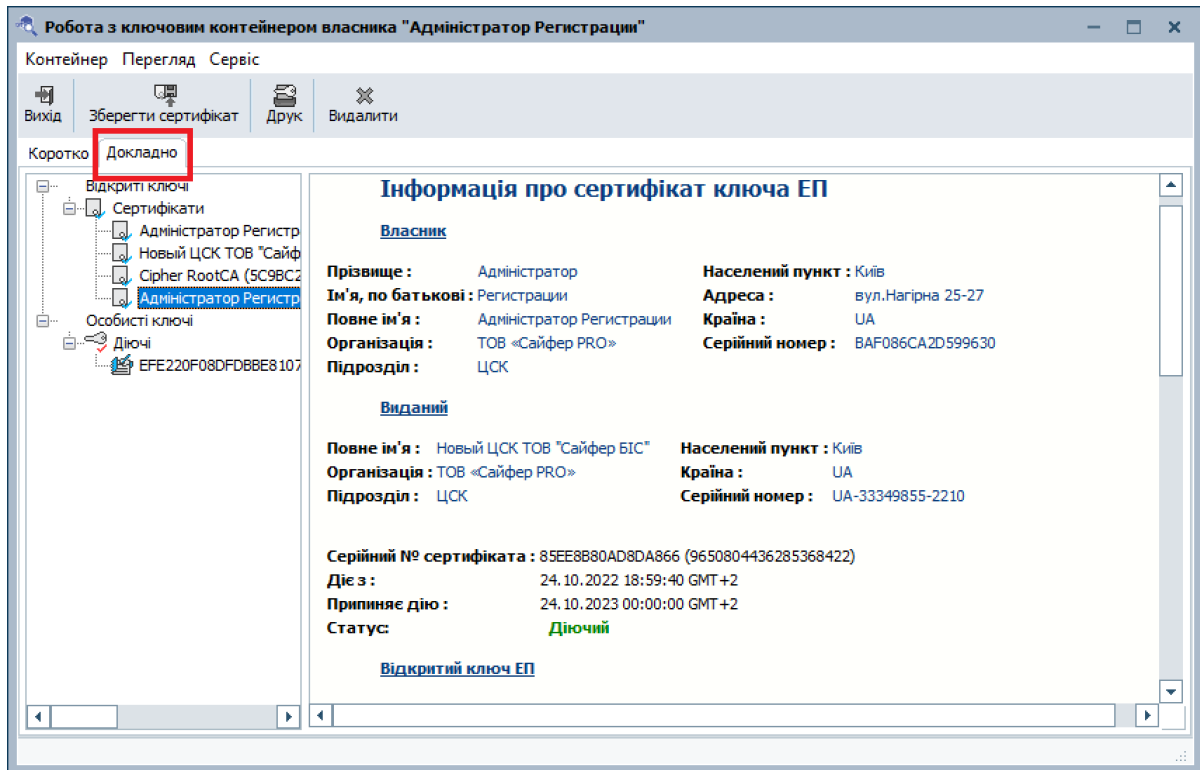 Робота з ключовим контейнером власника "Адміністратор Регистрации"
Контейнер Перегляд Сервіс
Вихід Зберегти сертифікат Друк Видалити
Коротко Докладно
Відкриті ключі
Сертифікати
Адміністратор Регистр
Новый ЦСК ТОВ "Сайф
Cipher RootCA (5C9BC2
Адміністратор Регистр
Особисті ключі
Діючі
EFE220F08DFDBBE8107
Інформація про сертифікат ключа ЕП
Власник
Прізвище : Адміністратор Населений пункт : Київ
Ім'я, по батькові : Регистрации Адреса : вул.Нагірна 25-27
Повне ім'я : Адміністратор Регистрации Країна : UA
Організація : ТОВ «Сайфер PRO» Серійний номер : BAF086CA2D599630
Підрозділ : ЦСК
Виданий
Повне ім'я : Новый ЦСК ТОВ "Сайфер БІС" Населений пункт : Київ
Організація : ТОВ «Сайфер PRO» Країна : UA
Підрозділ : ЦСК Серійний номер : UA-33349855-2210
Серійний № сертифіката : 85EE8B80AD8DA866 (9650804436285368422)
Діє з : 24.10.2022 18:59:40 GMT+2
Припиняє дію : 24.10.2023 00:00:00 GMT+2
Статус: Діючий
Відкритий ключ ЕП